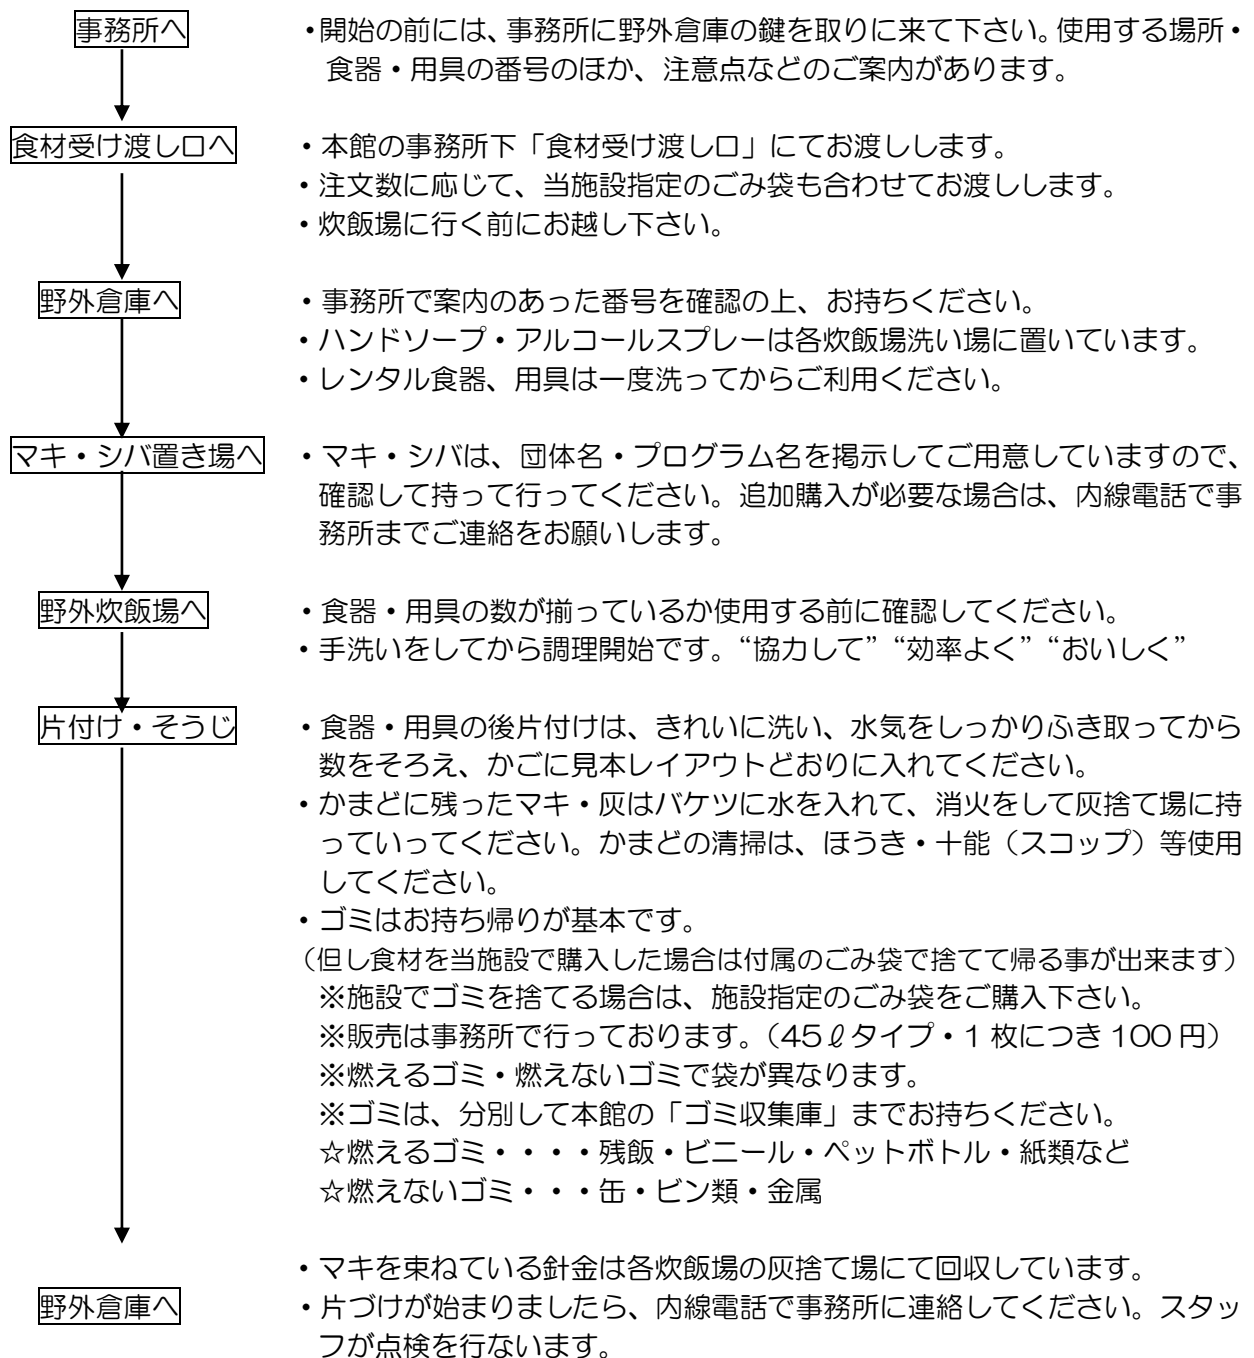 事務所へ
・開始の前には、事務所に野外倉庫の鍵を取りに来て下さい。使用する場所・
食器・用具の番号のほか、注意点などのご案内があります。
食材受け渡し口へ
・本館の事務所下「食材受け渡し口」にてお渡しします。
・注文数に応じて、当施設指定のごみ袋も合わせてお渡しします。
・炊飯場に行く前にお越し下さい。
野外倉庫へ
・事務所で案内のあった番号を確認の上、お持ちください。
・ハンドソープ・アルコールスプレーは各炊飯場洗い場に置いています。
・レンタル食器、用具は一度洗ってからご利用ください。
マキ・シバ置き場へ
・マキ・シバは、団体名・プログラム名を掲示してご用意していますので、
確認して持って行ってください。追加購入が必要な場合は、内線電話で事
務所までご連絡をお願いします。
野外炊飯場へ
・食器・用具の数が揃っているか使用する前に確認してください。
・手洗いをしてから調理開始です。“協力して”“効率よく”“おいしく”
片付け・そうじ
・食器・用具の後片付けは、きれいに洗い、水気をしっかりふき取ってから
数をそろえ、かごに見本レイアウトどおりに入れてください。
・かまどに残ったマキ・灰はバケツに水を入れて、消火をして灰捨て場に持
っていってください。かまどの清掃は、ほうき・十能（スコップ）等使用
してください。
・ゴミはお持ち帰りが基本です。
（但し食材を当施設で購入した場合は付属のごみ袋で捨てて帰る事が出来ます）
※施設でゴミを捨てる場合は、施設指定のごみ袋をご購入下さい。
※販売は事務所で行っております。（45ℓタイプ・1枚につき100円）
※燃えるゴミ・燃えないゴミで袋が異なります。
※ゴミは、分別して本館の「ゴミ収集庫」までお持ちください。
☆燃えるゴミ・・・・残飯・ビニール・ペットボトル・紙類など
☆燃えないゴミ・・・缶・ビン類・金属
・マキを束ねている針金は各炊飯場の灰捨て場にて回収しています。
野外倉庫へ
・片づけが始まりましたら、内線電話で事務所に連絡してください。スタッ
フが点検を行ないます。